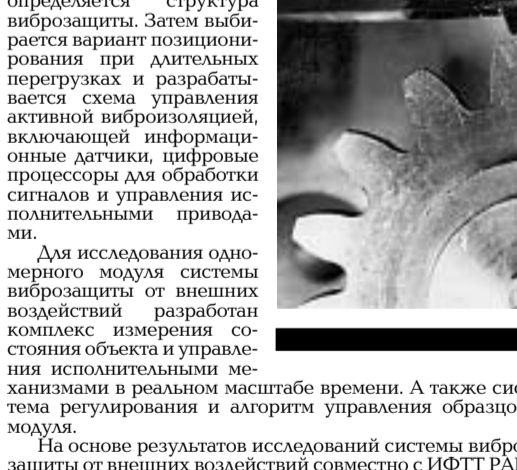 определяется структура
виброзащиты. Затем выби-
рается вариант позициони-
рования при длительных
перегрузках и разрабаты-
вается схема управления
активной виброизоляцией,
включающей информаци-
онные датчики, цифровые
процессоры для обработки
сигналов и управления ис-
полнительными привода-
ми.
Для исследования одно-
мерного модуля системы
виброзащиты от внешних
воздействий разработан
комплекс измерения со-
стояния объекта и управле-
ния исполнительными ме-
ханизмами в реальном масштабе времени. А также сис
тема регулирования и алгоритм управления образцо
модуля.
На основе результатов исследований системы вибро
защиты от внешних воздействий совместно с ИФТТ РАН